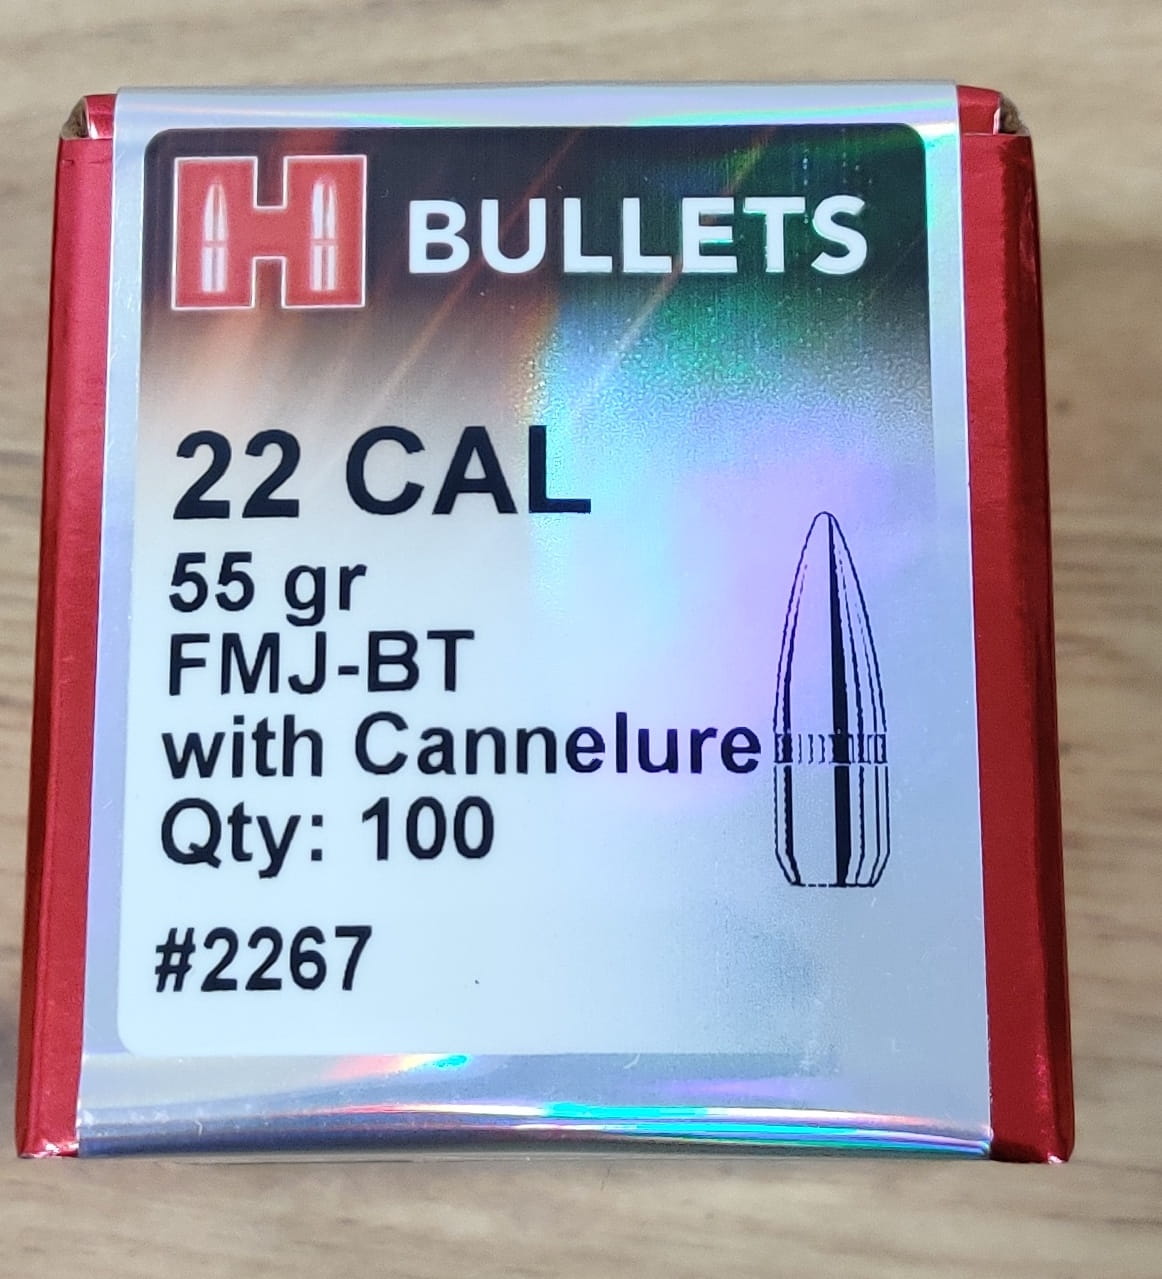 H BULLETS
22 CAL
55 gr
FMJ-BT
with Cannelure
Qty: 100
#2267